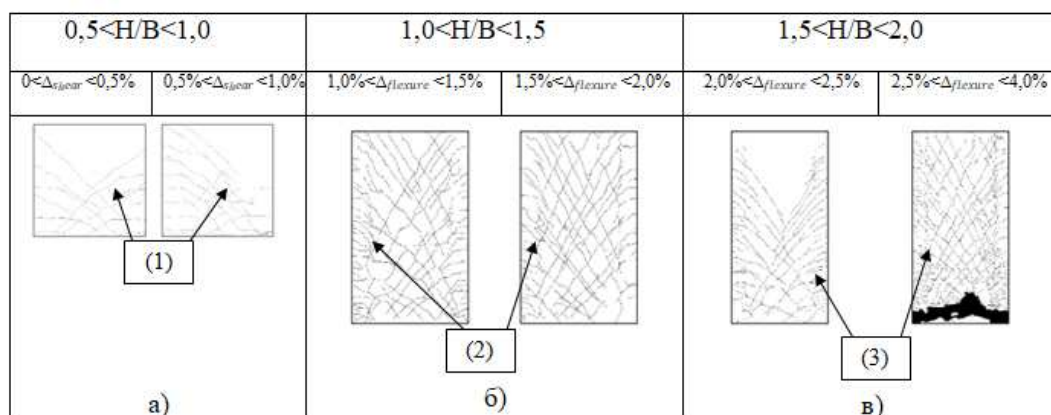 0,5<H/B<1,0
1,0<H/B<1,5
1,5<H/B<2,0
0<Δshear <0,5%
0,5%<Δshear <1,0%
1,0%<Δflexure <1,5%
1,5%<Δflexure <2,0%
2,0%<Δflexure <2,5%
2,5%<Δflexure <4,0%
(1)
(2)
(3)
а)
б)
в)